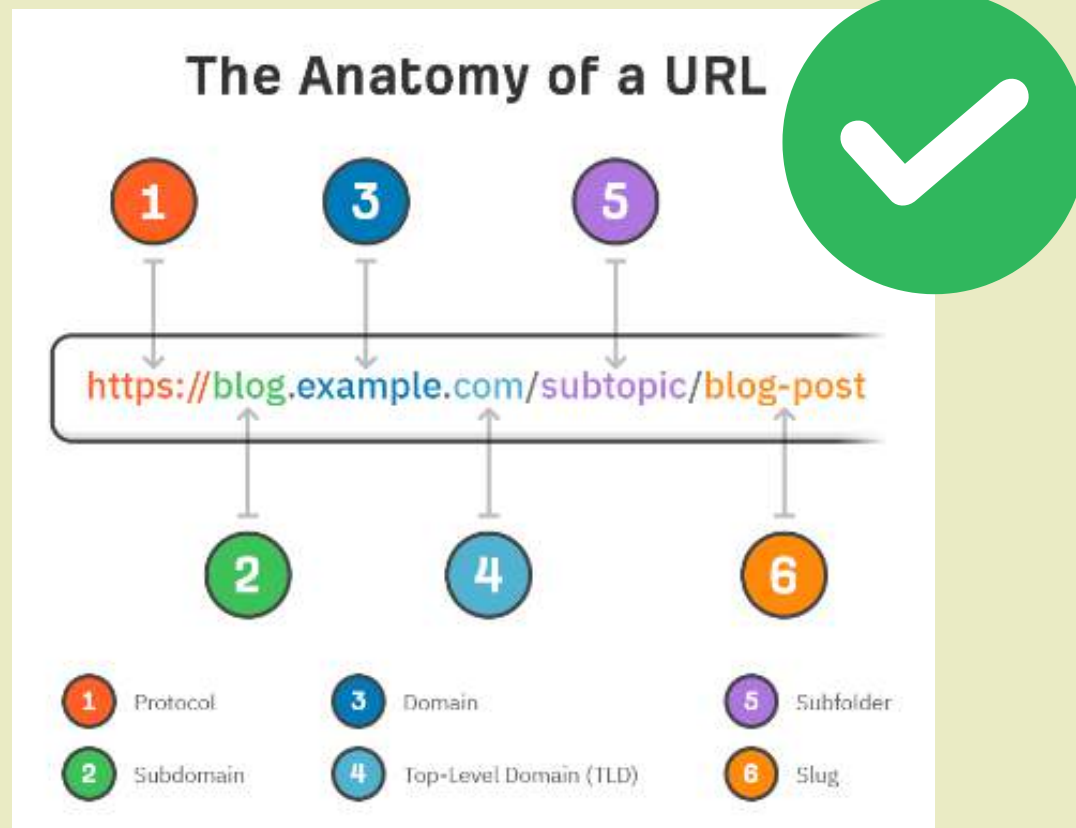 The Anatomy of a URL
1 3 5
https://blog.example.com/subtopic/blog-post
2 4 6
1 Protocol 3 Domain 5 Subfolder
2 Subdomain 4 Top-Level Domain (TLD) 6 Slug